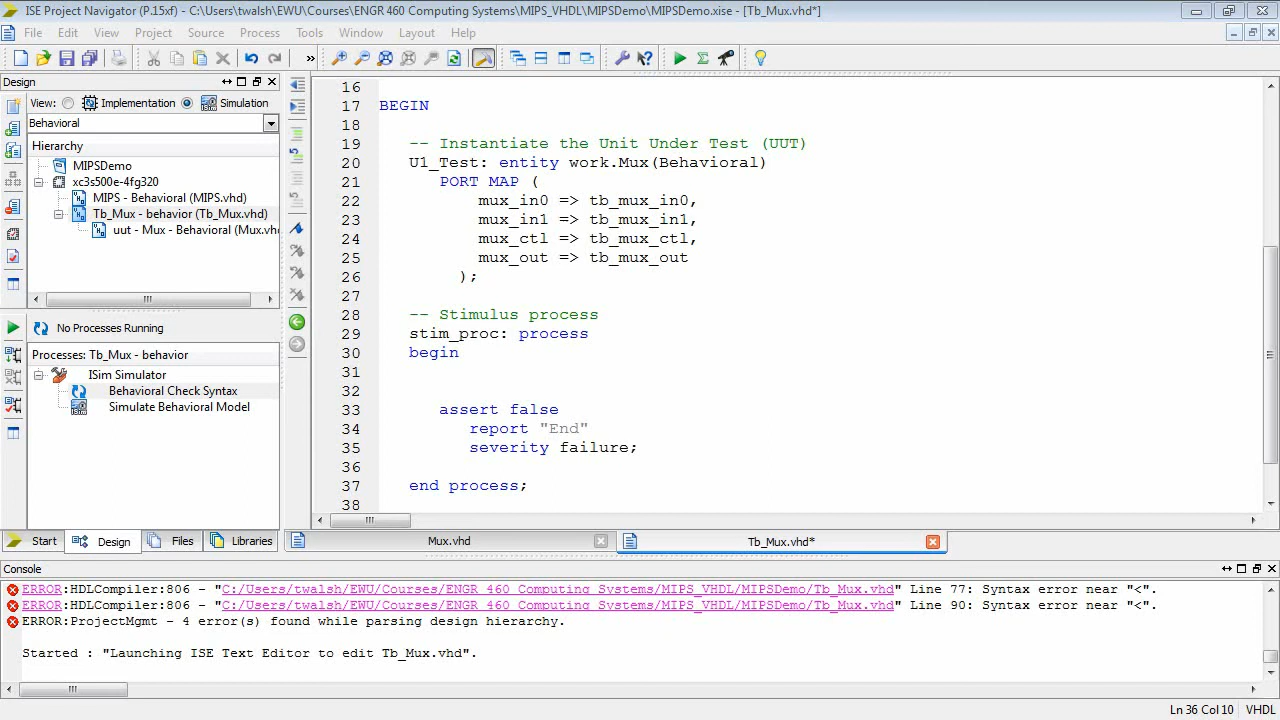 ISE Project Navigator (P.15xf) - C:\Users\twalsh\EWU\Courses\ENGR 460 Computing Systems\MIPS_VHDL\MIPSDemo\MIPSDemo.xise - [Tb_Mux.vhd*]
File Edit View Project Source Process Tools Window Layout Help
»
Design
View: Implementation Simulation
Behavioral
Hierarchy
MIPSDemo
xc3s500e-4fg320
MIPS - Behavioral (MIPS.vhd)
Tb_Mux - behavior (Tb_Mux.vhd)
uut - Mux - Behavioral (Mux.vh
No Processes Running
Processes: Tb_Mux - behavior
ISim Simulator
Behavioral Check Syntax
Simulate Behavioral Model
Start Design Files Libraries
16
17 BEGIN
18
19 -- Instantiate the Unit Under Test (UUT)
20 U1_Test: entity work.Mux(Behavioral)
21 PORT MAP (
22 mux_in0 => tb_mux_in0,
23 mux_in1 => tb_mux_in1,
24 mux_ctl => tb_mux_ctl,
25 mux_out => tb_mux_out
26 );
27
28 -- Stimulus process
29 stim_proc: process
30 begin
31
32
33 assert false
34 report "End"
35 severity failure;
36
37 end process;
38
Mux.vhd Tb_Mux.vhd*
Console
ERROR:HDLCompiler:806 - "C:/Users/twalsh/EWU/Courses/ENGR 460 Computing Systems/MIPS_VHDL/MIPSDemo/Tb_Mux.vhd" Line 77: Syntax error near "<".
ERROR:HDLCompiler:806 - "C:/Users/twalsh/EWU/Courses/ENGR 460 Computing Systems/MIPS_VHDL/MIPSDemo/Tb_Mux.vhd" Line 90: Syntax error near "<".
ERROR:ProjectMgmt - 4 error(s) found while parsing design hierarchy.
Started : "Launching ISE Text Editor to edit Tb_Mux.vhd".
Ln 36 Col 10 VHDL